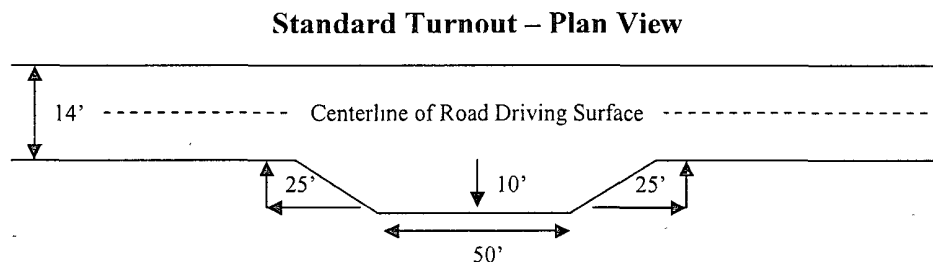 Standard Turnout – Plan View
14’ Centerline of Road Driving Surface
25’ 10’ 25’
50’